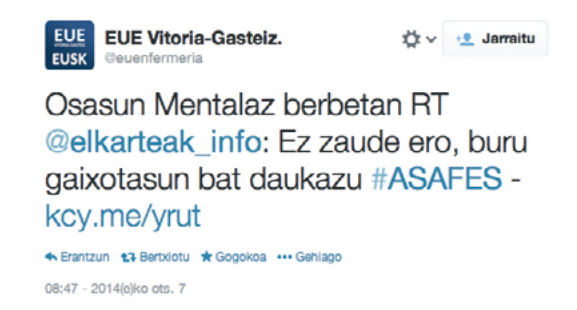 EUE
VITORIA-GASTEIZ
EUSK
EUE Vitoria-Gasteiz.
@euenfermeria
Jarraitu
Osasun Mentalaz berbetan RT
@elkarteak_info: Ez zaude ero, buru
gaixotasun bat daukazu #ASAFES -
kcy.me/yrut
Erantzun Bertxiotu Gogokoa Gehiago
08:47 - 2014(e)ko ots. 7